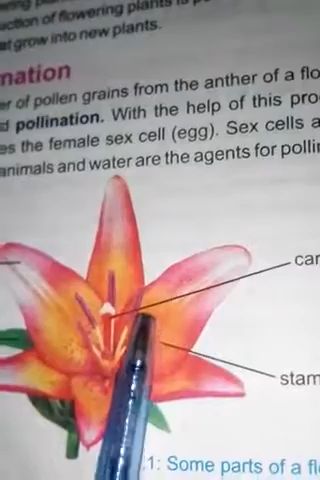 uction of flowering plants is p
at grow into new plants.
nation
er of pollen grains from the anther of a flo
d pollination. With the help of this pro
es the female sex cell (egg). Sex cells a
animals and water are the agents for pollin
car
stam
.1: Some parts of a fl